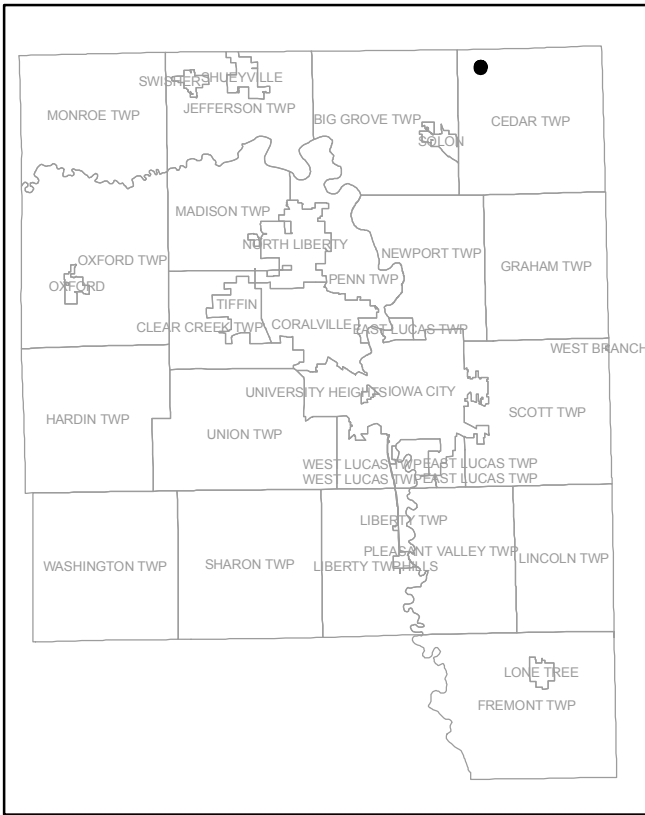 SWISHER
SHUEYVILLE
MONROE TWP
JEFFERSON TWP
BIG GROVE TWP
CEDAR TWP
SOLON
MADISON TWP
NORTH LIBERTY
NEWPORT TWP
OXFORD TWP
GRAHAM TWP
PENN TWP
OXFORD
TIFFIN
CLEAR CREEK TWP
CORALVILLE
EAST LUCAS TWP
WEST BRANCH
UNIVERSITY HEIGHTS
IOWA CITY
HARDIN TWP
SCOTT TWP
UNION TWP
WEST LUCAS TWP
EAST LUCAS TWP
WEST LUCAS TWP
EAST LUCAS TWP
LIBERTY TWP
PLEASANT VALLEY TWP
LINCOLN TWP
WASHINGTON TWP
SHARON TWP
LIBERTY TWP
HILLS
LONE TREE
FREMONT TWP